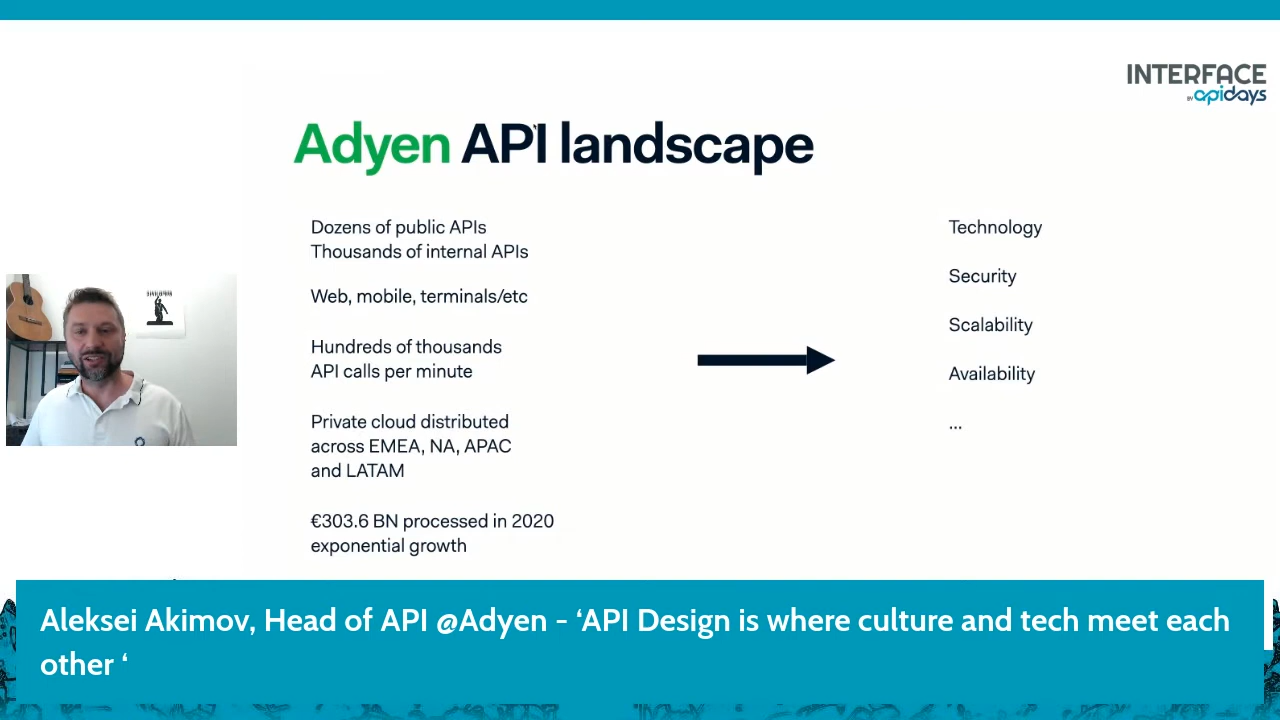 INTERFACE
BY apidays
Adyen API landscape
Dozens of public APIs
Thousands of internal APIs
Web, mobile, terminals/etc
Hundreds of thousands
API calls per minute
Private cloud distributed
across EMEA, NA, APAC
and LATAM
€303.6 BN processed in 2020
exponential growth
Technology
Security
Scalability
Availability
...
Aleksei Akimov, Head of API @Adyen - ‘API Design is where culture and tech meet each
other ‘